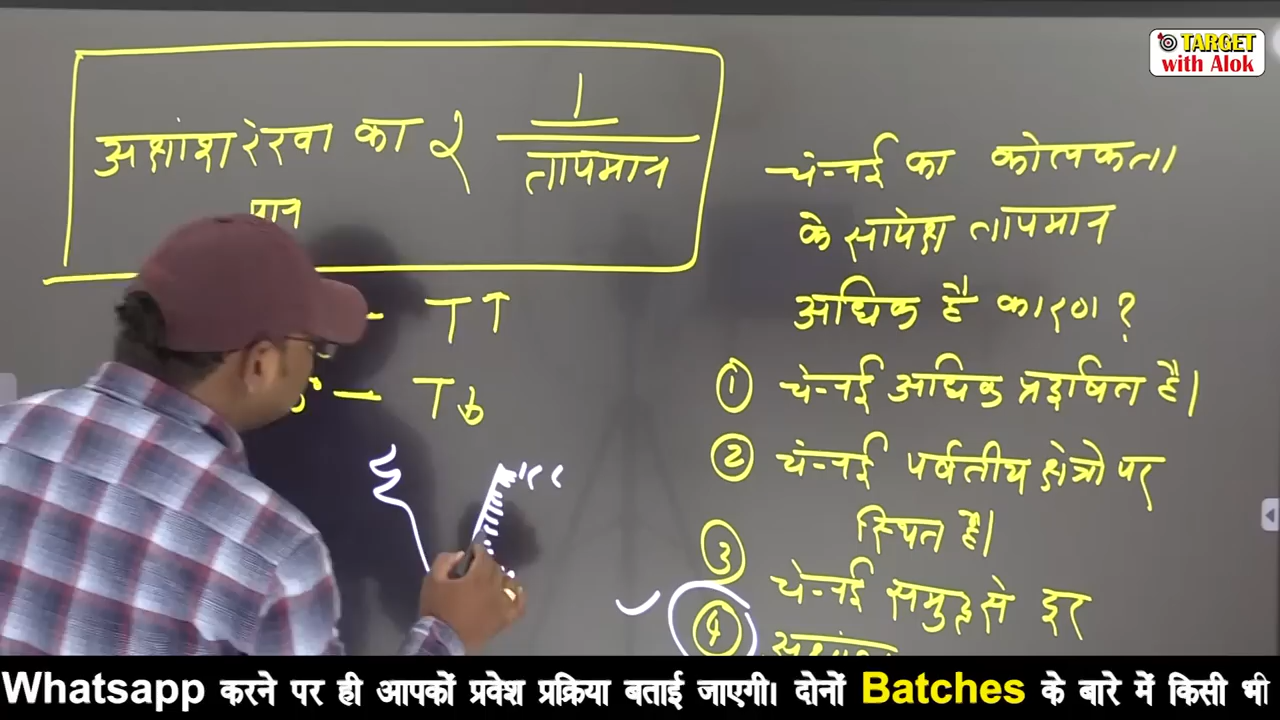 TARGET
with Alok
अक्षांश रेखा का
मान
1
तापमान
— T↑
° — T↓
चेन्नई का कोलकता
के सापेक्ष तापमान
अधिक है कारण?
① चेन्नई अधिक प्रदूषित है।
② चेन्नई पर्वतीय क्षेत्रो पर
स्थित है।
③ चेन्नई समुद्र से दूर
④
Whatsapp करने पर ही आपकों प्रवेश प्रक्रिया बताई जाएगी। दोनों Batches के बारे में किसी भी